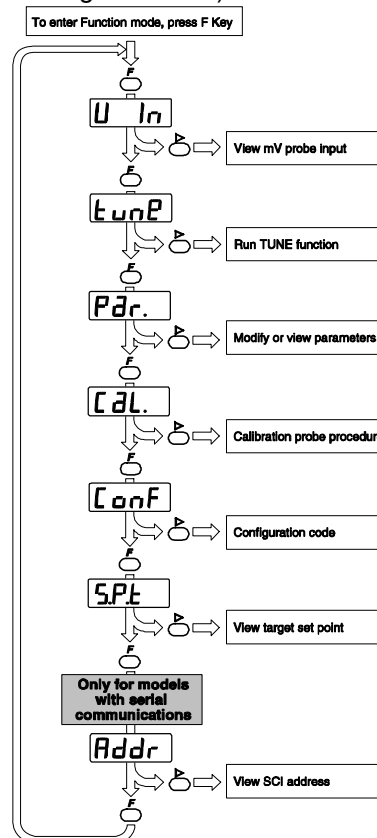 To enter Function mode, press F Key
F
U In
View mV probe input
F
tunE
Run TUNE function
F
Par.
Modify or view parameters
F
CaL.
Calibration probe procedur
F
ConF
Configuration code
F
S.P.t
View target set point
F
Only for models
with serial
communications
Addr
View SCI address
F